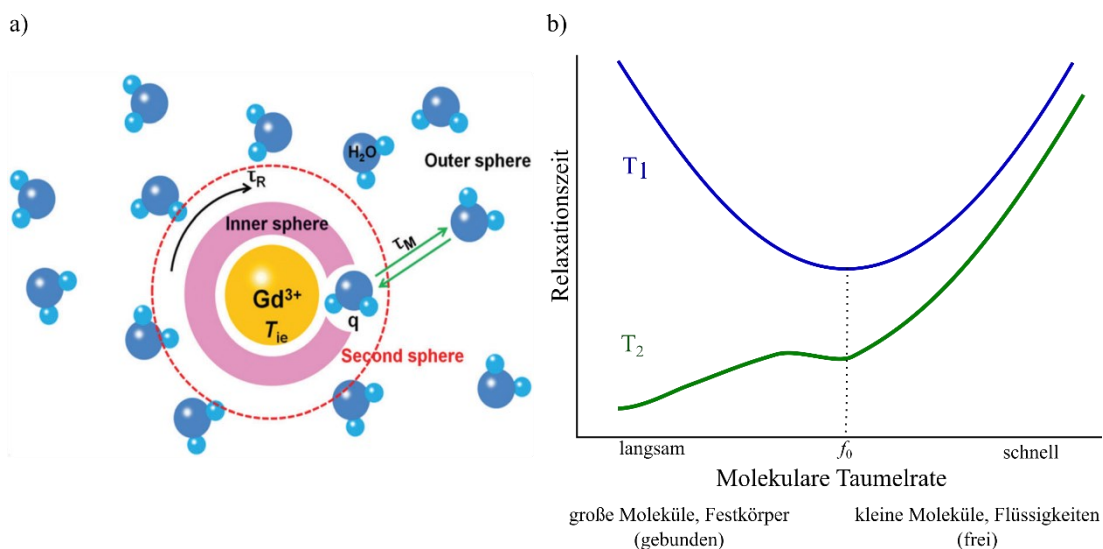 a)
H₂O
Outer sphere
τR
Inner sphere
τM
Gd³⁺
Tie
q
Second sphere
b)
Relaxationszeit
T1
T₂
langsam
f₀
schnell
Molekulare Taumelrate
große Moleküle, Festkörper
(gebunden)
kleine Moleküle, Flüssigkeiten
(frei)